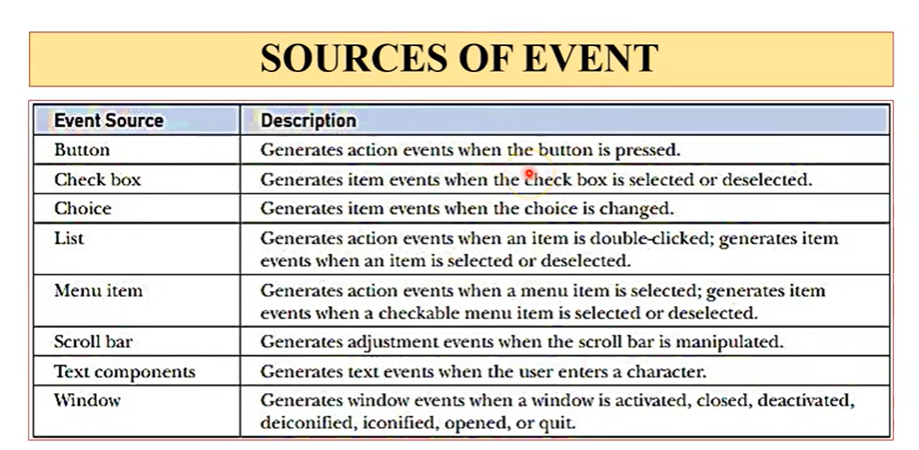 SOURCES OF EVENT
Event Source Description
Button Generates action events when the button is pressed.
Check box Generates item events when the check box is selected or deselected.
Choice Generates item events when the choice is changed.
List Generates action events when an item is double-clicked; generates item
events when an item is selected or deselected.
Menu item Generates action events when a menu item is selected; generates item
events when a checkable menu item is selected or deselected.
Scroll bar Generates adjustment events when the scroll bar is manipulated.
Text components Generates text events when the user enters a character.
Window Generates window events when a window is activated, closed, deactivated,
deiconified, iconified, opened, or quit.